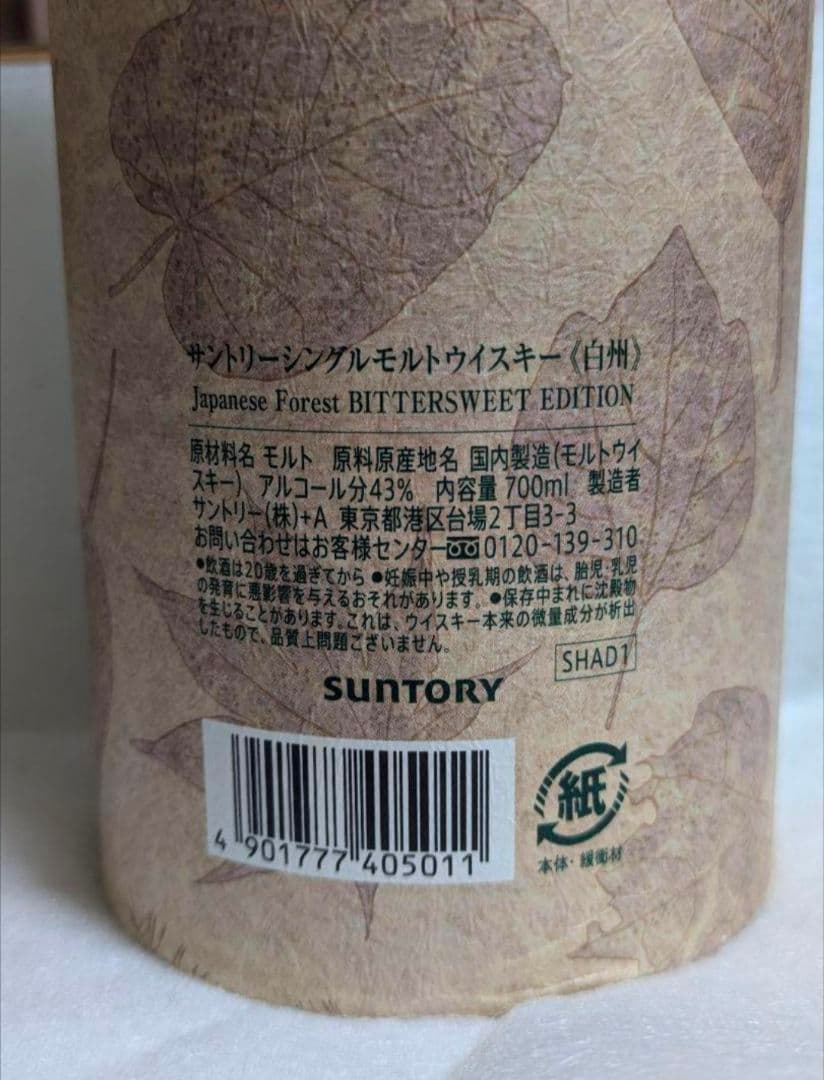 サントリーシングルモルトウイスキー《白州》
Japanese Forest BITTERSWEET EDITION
原材料名 モルト 原料原産地名 国内製造(モルトウイ
スキー) アルコール分43% 内容量 700ml 製造者
サントリー(株)+A 東京都港区台場2丁目3-3
お問い合わせはお客様センター 0120-139-310
●飲酒は20歳を過ぎてから ●妊娠中や授乳期の飲酒は、胎児・乳児
の発育に悪影響を与えるおそれがあります。 ●保存中まれに沈殿物
を生じることがあります。これは、ウイスキー本来の微量成分が析出
したもので、品質上問題ございません。
SHAD1
SUNTORY
4 901777 405011
紙
本体・緩衝材